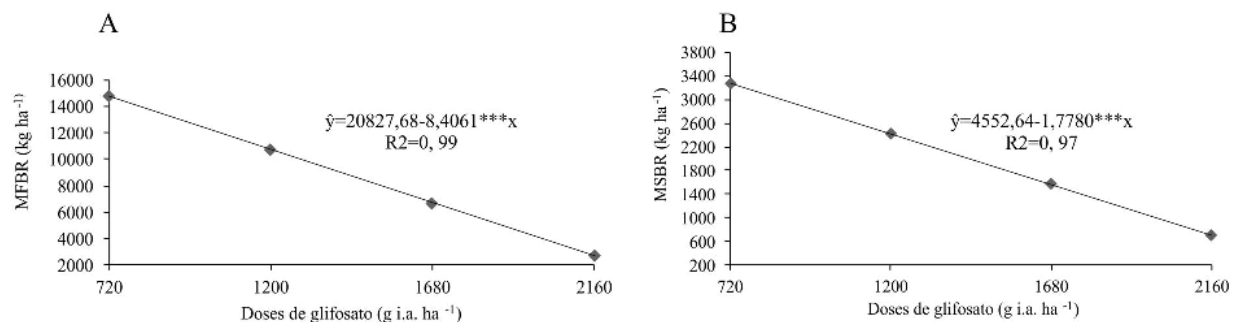 A
MFBR (kg ha -1)
16000
14000
12000
10000
8000
6000
4000
2000
ŷ=20827,68-8,4061***x
R2=0, 99
720 1200 1680 2160
Doses de glifosato (g i.a. ha -1)
B
MSBR (kg ha -1)
3800
3400
3000
2600
2200
1800
1400
1000
600
200
ŷ=4552,64-1,7780***x
R2=0, 97
720 1200 1680 2160
Doses de glifosato (g i.a. ha -1)